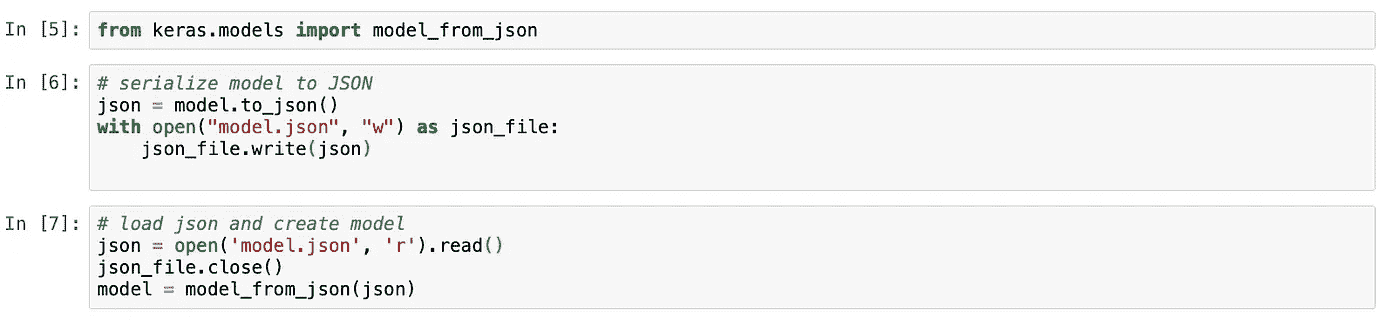 In [5]: from keras.models import model_from_json
In [6]: # serialize model to JSON
json = model.to_json()
with open("model.json", "w") as json_file:
    json_file.write(json)
In [7]: # load json and create model
json = open('model.json', 'r').read()
json_file.close()
model = model_from_json(json)